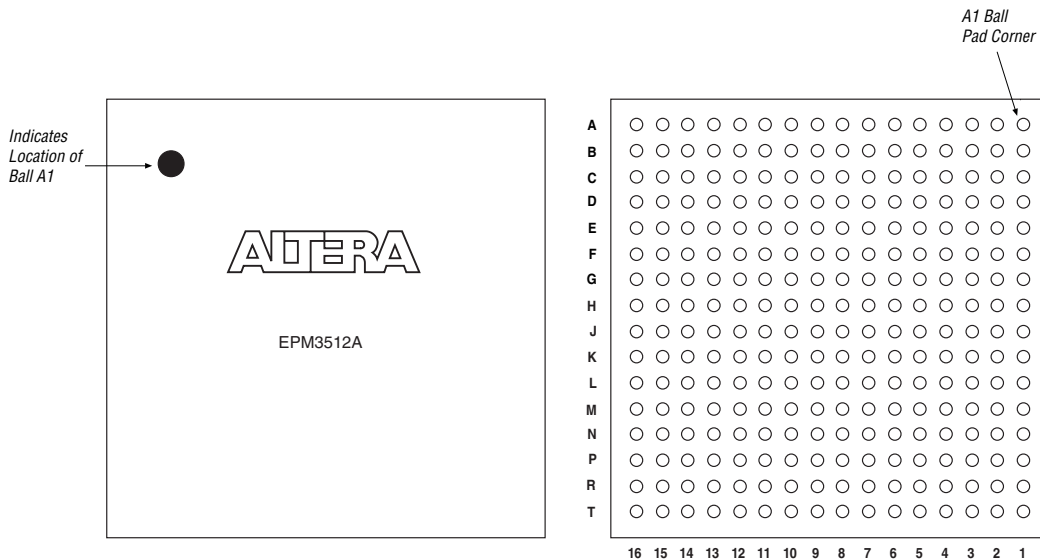 A1 Ball
Pad Corner
Indicates
Location of
Ball A1
ALTERA
EPM3512A
A
B
C
D
E
F
G
H
J
K
L
M
N
P
R
T
16 15 14 13 12 11 10 9 8 7 6 5 4 3 2 1